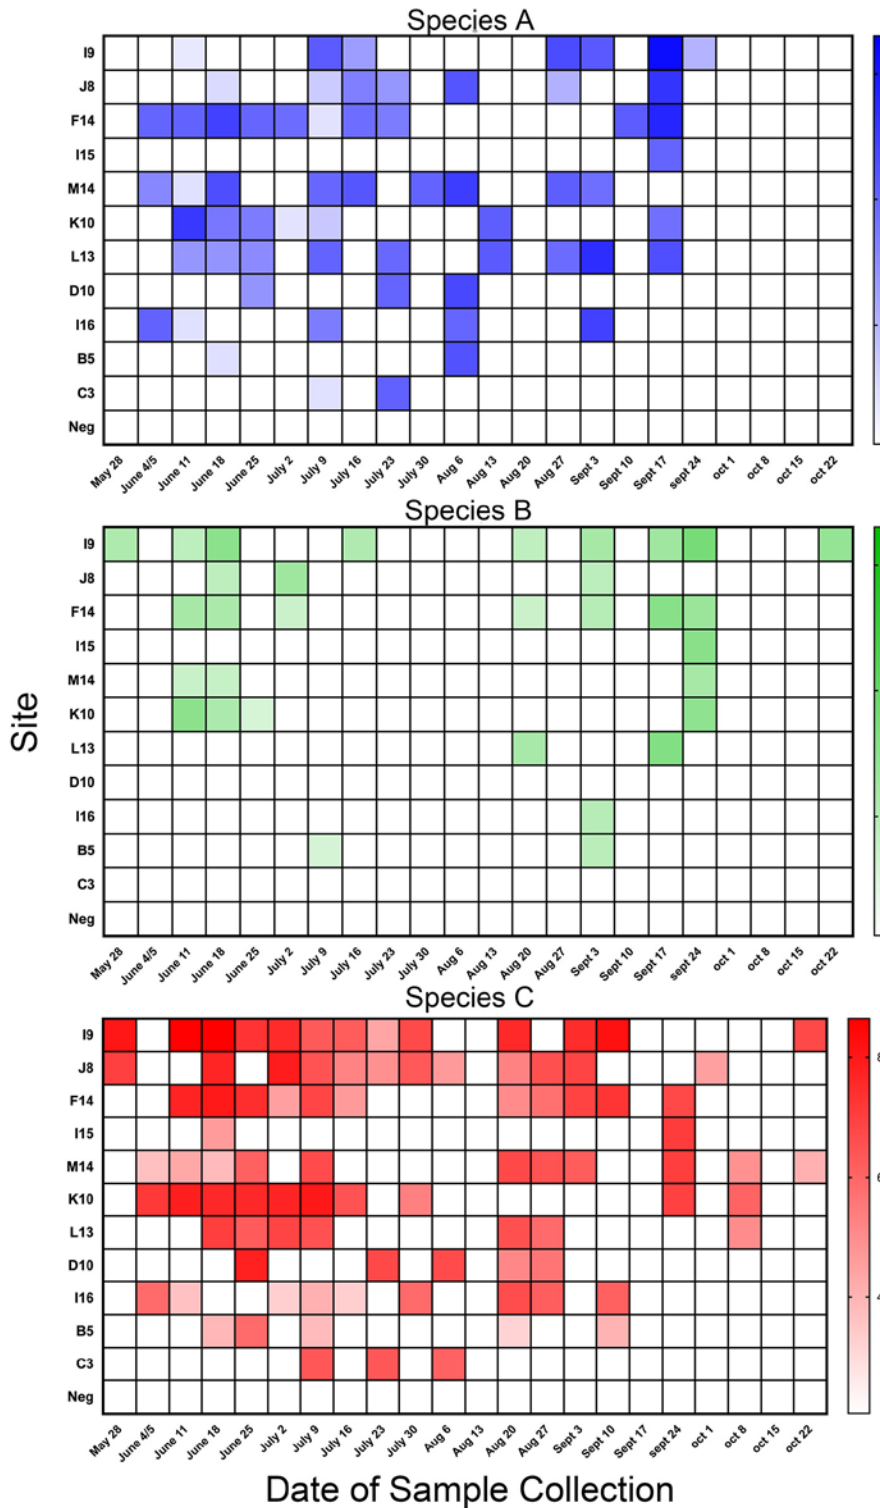 Species A
I9
J8
F14
I15
M14
K10
L13
D10
I16
B5
C3
Neg
May 28
June 4/5
June 11
June 18
June 25
July 2
July 9
July 16
July 23
July 30
Aug 6
Aug 13
Aug 20
Aug 27
Sept 3
Sept 10
Sept 17
sept 24
oct 1
oct 8
oct 15
oct 22
Species B
Site
I9
J8
F14
I15
M14
K10
L13
D10
I16
B5
C3
Neg
May 28
June 4/5
June 11
June 18
June 25
July 2
July 9
July 16
July 23
July 30
Aug 6
Aug 13
Aug 20
Aug 27
Sept 3
Sept 10
Sept 17
sept 24
oct 1
oct 8
oct 15
oct 22
Species C
I9
J8
F14
I15
M14
K10
L13
D10
I16
B5
C3
Neg
6
4
May 28
June 4/5
June 11
June 18
June 25
July 2
July 9
July 16
July 23
July 30
Aug 6
Aug 13
Aug 20
Aug 27
Sept 3
Sept 10
Sept 17
sept 24
oct 1
oct 8
oct 15
oct 22
Date of Sample Collection